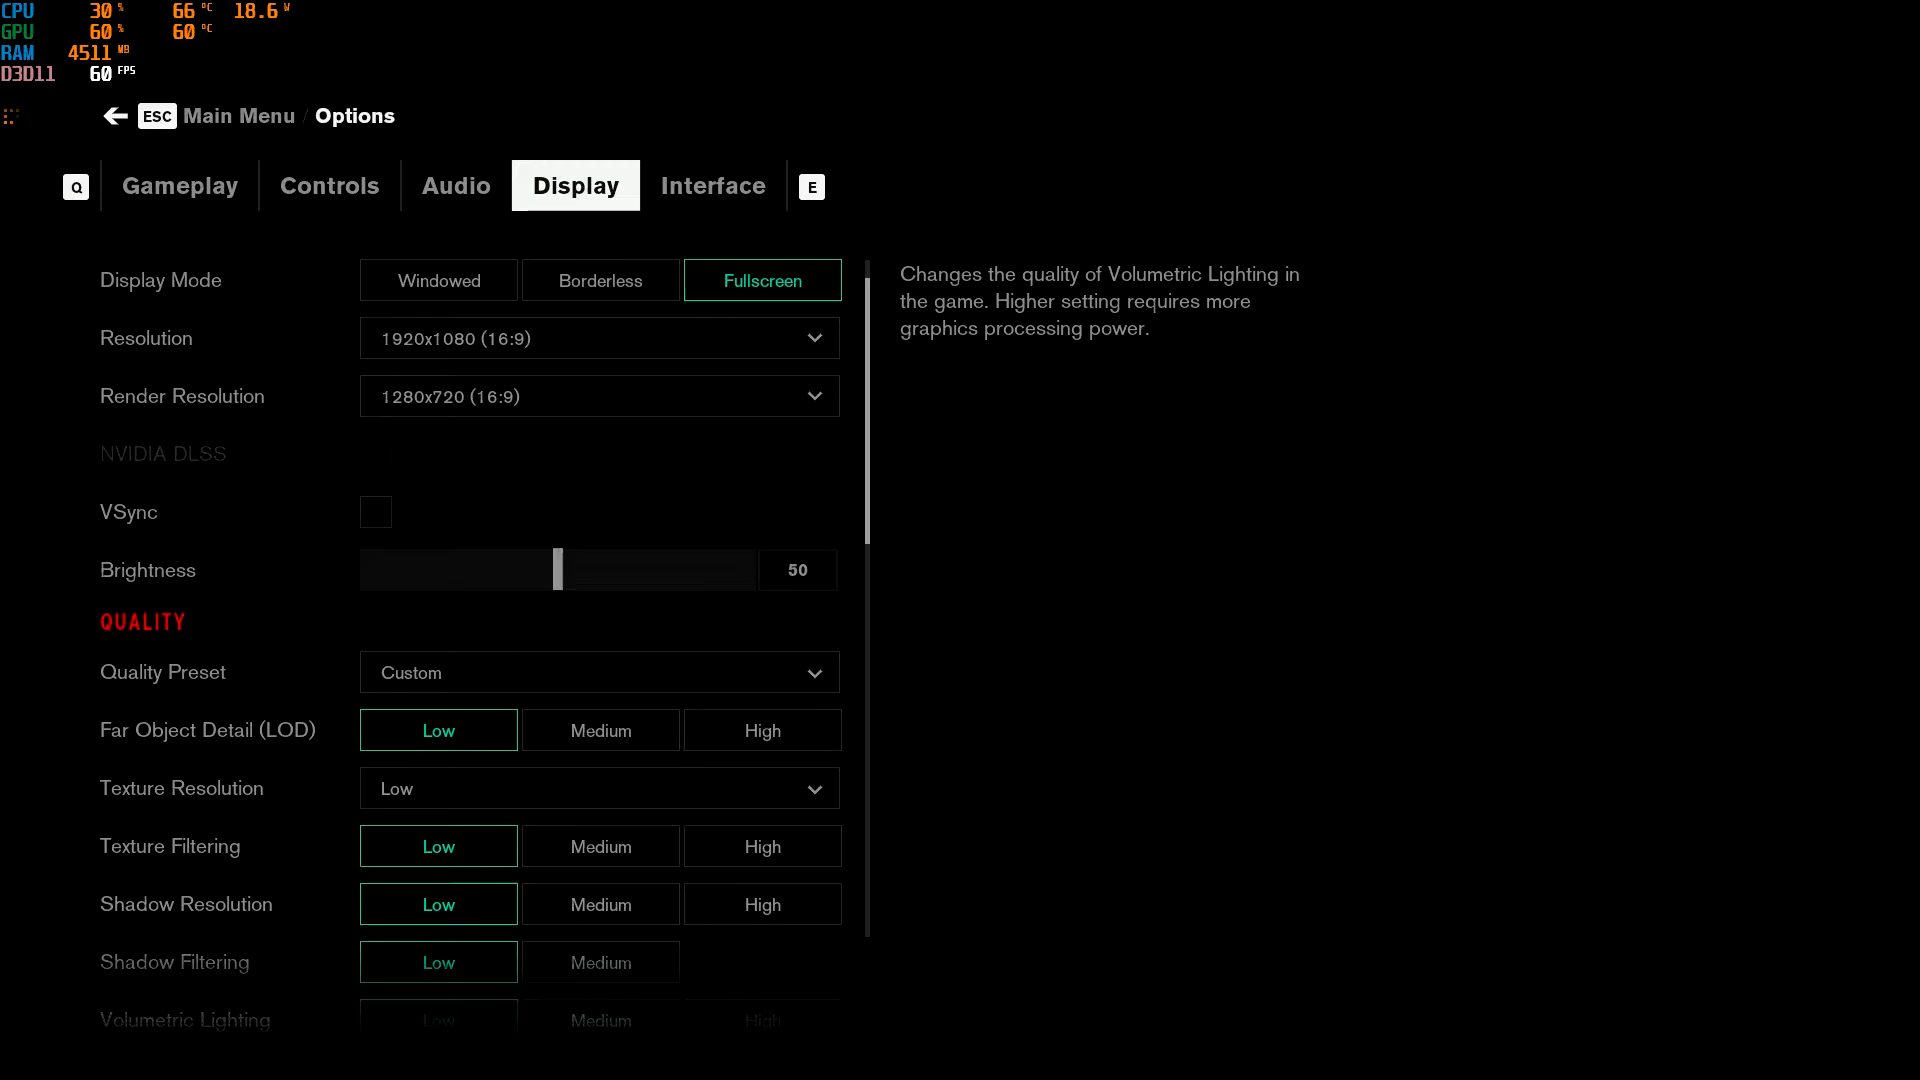 CPU 30 % 66 °C 18.6 W
GPU 60 % 60 °C
RAM 4511 MB
D3D11 60 FPS
ESC Main Menu / Options
Q Gameplay Controls Audio Display Interface E
Display Mode Windowed Borderless Fullscreen
Changes the quality of Volumetric Lighting in
the game. Higher setting requires more
graphics processing power.
Resolution 1920x1080 (16:9)
Render Resolution 1280x720 (16:9)
NVIDIA DLSS
VSync
Brightness 50
QUALITY
Quality Preset Custom
Far Object Detail (LOD) Low Medium High
Texture Resolution Low
Texture Filtering Low Medium High
Shadow Resolution Low Medium High
Shadow Filtering Low Medium
Volumetric Lighting Low Medium High